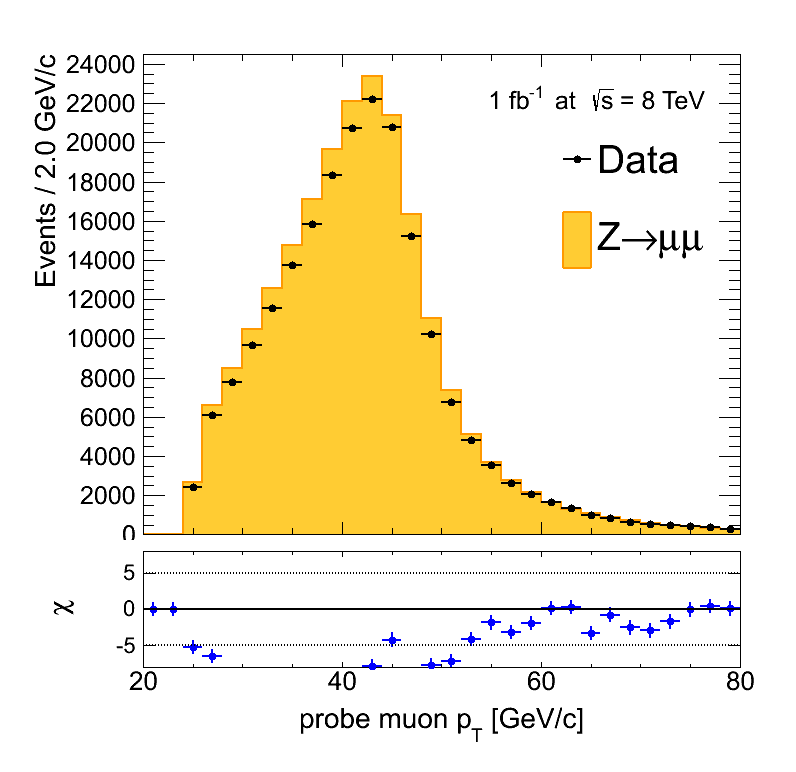 24000
22000
20000
18000
16000
14000
12000
10000
8000
6000
4000
2000
0
Events / 2.0 GeV/c
1 fb⁻¹ at √s = 8 TeV
Data
Z→μμ
5
0
-5
χ
20 40 60 80
probe muon p_T [GeV/c]